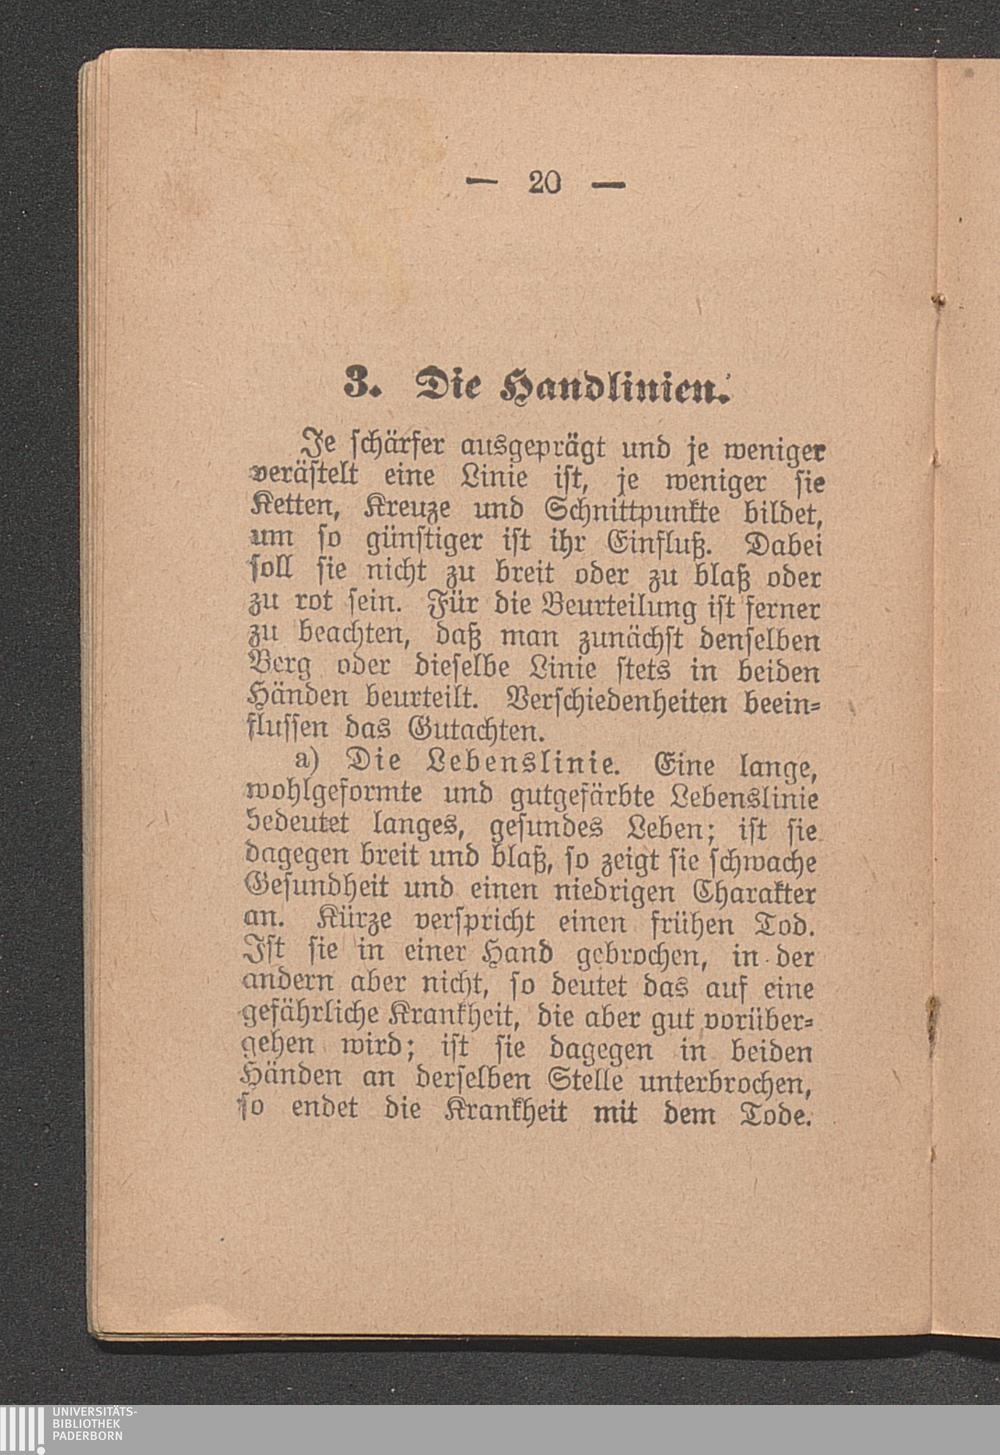 — 20 —
3. Die Handlinien.
Je schärfer ausgeprägt und je weniger
verästelt eine Linie ist, je weniger sie
Ketten, Kreuze und Schnittpunkte bildet,
um so günstiger ist ihr Einfluß. Dabei
soll sie nicht zu breit oder zu blaß oder
zu rot sein. Für die Beurteilung ist ferner
zu beachten, daß man zunächst denselben
Berg oder dieselbe Linie stets in beiden
Händen beurteilt. Verschiedenheiten beein-
flussen das Gutachten.
a) Die Lebenslinie. Eine lange,
wohlgeformte und gutgefärbte Lebenslinie
bedeutet langes, gesundes Leben; ist sie
dagegen breit und blaß, so zeigt sie schwache
Gesundheit und einen niedrigen Charakter
an. Kürze verspricht einen frühen Tod.
Ist sie in einer Hand gebrochen, in der
andern aber nicht, so deutet das auf eine
gefährliche Krankheit, die aber gut vorüber-
gehen wird; ist sie dagegen in beiden
Händen an derselben Stelle unterbrochen,
so endet die Krankheit mit dem Tode.
UNIVERSITÄTS-
BIBLIOTHEK
PADERBORN